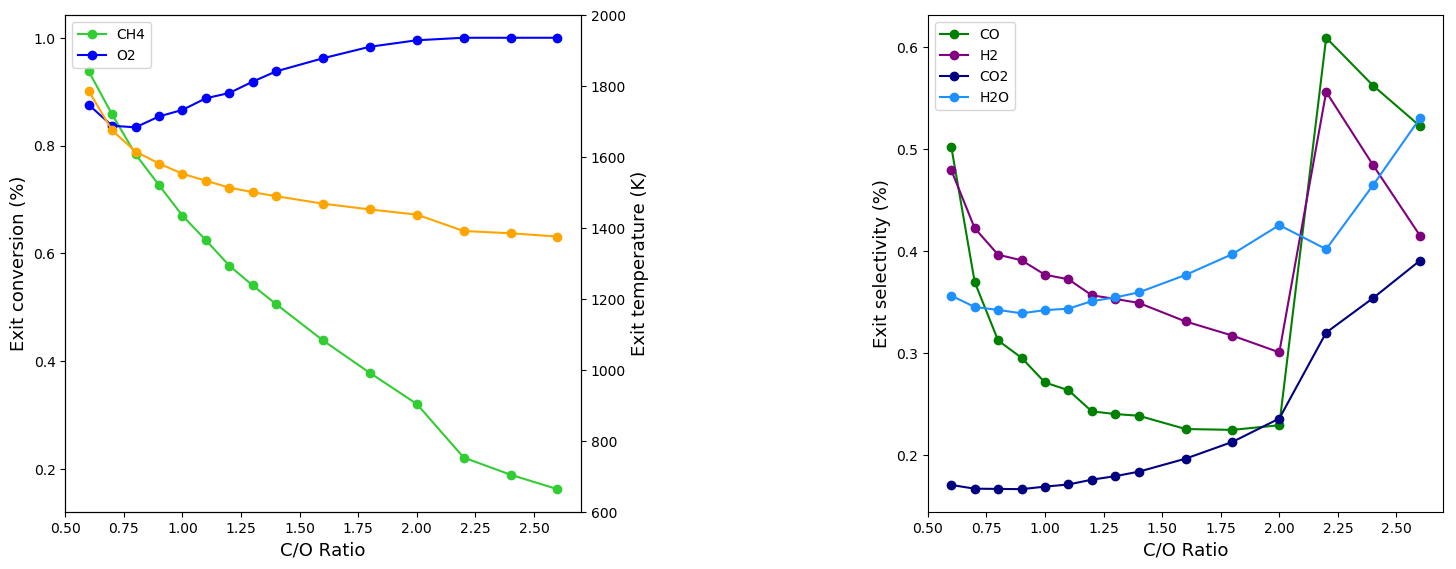 CH4
O2
Exit conversion (%)
1.0
0.8
0.6
0.4
0.2
0.50 0.75 1.00 1.25 1.50 1.75 2.00 2.25 2.50
C/O Ratio
2000
1800
1600
1400
1200
1000
800
600
Exit temperature (K)
CO
H2
CO2
H2O
Exit selectivity (%)
0.6
0.5
0.4
0.3
0.2
0.50 0.75 1.00 1.25 1.50 1.75 2.00 2.25 2.50
C/O Ratio